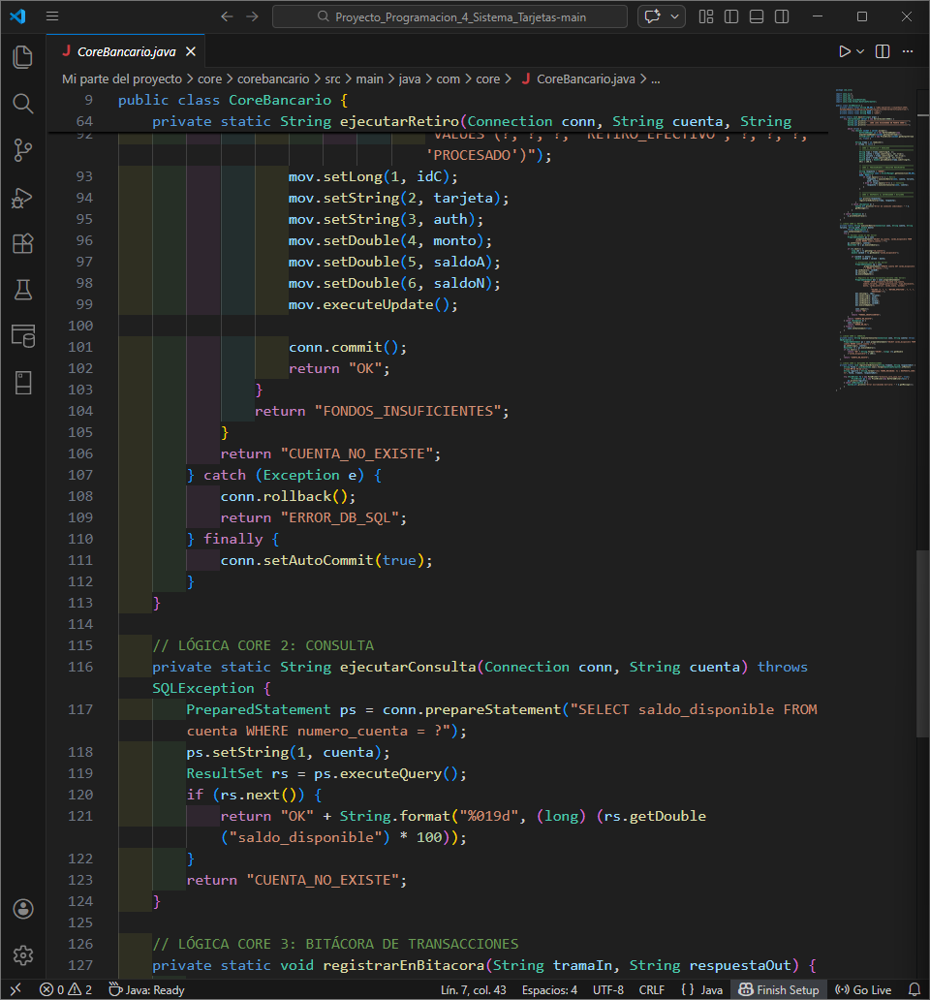 Proyecto_Programacion_4_Sistema_Tarjetas-main
J CoreBancario.java
Mi parte del proyecto > core > corebancario > src > main > java > com > core > J CoreBancario.java > ...
9 public class CoreBancario {
64 private static String ejecutarRetiro(Connection conn, String cuenta, String
92 VALUES (?, ?, ?, 'RETIRO_EFECTIVO', ?, ?, ?,
'PROCESADO')");
93 mov.setLong(1, idC);
94 mov.setString(2, tarjeta);
95 mov.setString(3, auth);
96 mov.setDouble(4, monto);
97 mov.setDouble(5, saldoA);
98 mov.setDouble(6, saldoN);
99 mov.executeUpdate();
100
101 conn.commit();
102 return "OK";
103 }
104 return "FONDOS_INSUFICIENTES";
105 }
106 return "CUENTA_NO_EXISTE";
107 } catch (Exception e) {
108 conn.rollback();
109 return "ERROR_DB_SQL";
110 } finally {
111 conn.setAutoCommit(true);
112 }
113 }
114
115 // LÓGICA CORE 2: CONSULTA
116 private static String ejecutarConsulta(Connection conn, String cuenta) throws
SQLException {
117 PreparedStatement ps = conn.prepareStatement("SELECT saldo_disponible FROM
cuenta WHERE numero_cuenta = ?");
118 ps.setString(1, cuenta);
119 ResultSet rs = ps.executeQuery();
120 if (rs.next()) {
121 return "OK" + String.format("%019d", (long) (rs.getDouble
("saldo_disponible") * 100));
122 }
123 return "CUENTA_NO_EXISTE";
124 }
125
126 // LÓGICA CORE 3: BITÁCORA DE TRANSACCIONES
127 private static void registrarEnBitacora(String tramaIn, String respuestaOut) {
0 2 Java: Ready Lín. 7, col. 43 Espacios: 4 UTF-8 CRLF { } Java Finish Setup Go Live